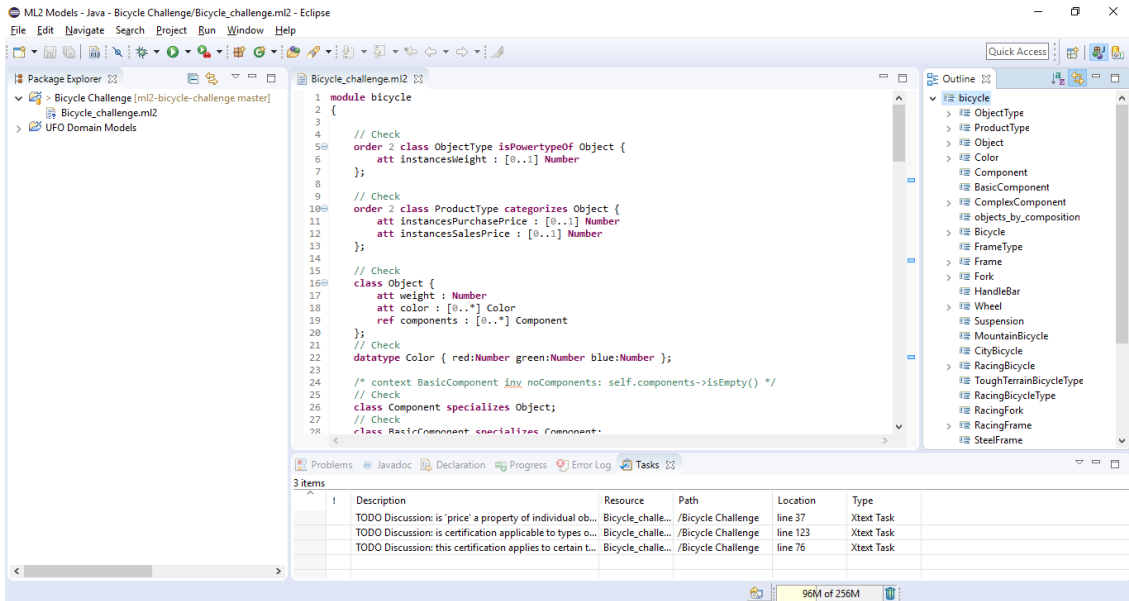 ML2 Models - Java - Bicycle Challenge/Bicycle_challenge.ml2 - Eclipse
File Edit Navigate Search Project Run Window Help
Quick Access
Package Explorer
> Bicycle Challenge [ml2-bicycle-challenge master]
Bicycle_challenge.ml2
UFO Domain Models
Bicycle_challenge.ml2
1 module bicycle
2 {
3
4 // Check
5 order 2 class ObjectType isPowertypeOf Object {
6 att instancesWeight : [0..1] Number
7 };
8
9 // Check
10 order 2 class ProductType categorizes Object {
11 att instancesPurchasePrice : [0..1] Number
12 att instancesSalesPrice : [0..1] Number
13 };
14
15 // Check
16 class Object {
17 att weight : Number
18 att color : [0..*] Color
19 ref components : [0..*] Component
20 };
21 // Check
22 datatype Color { red:Number green:Number blue:Number };
23
24 /* context BasicComponent inv noComponents: self.components->isEmpty() */
25 // Check
26 class Component specializes Object;
27 // Check
28 class BasicComponent specializes Component;
Outline
bicycle
ObjectType
ProductType
Object
Color
Component
BasicComponent
ComplexComponent
objects_by_composition
Bicycle
FrameType
Frame
Fork
HandleBar
Wheel
Suspension
MountainBicycle
CityBicycle
RacingBicycle
ToughTerrainBicycleType
RacingBicycleType
RacingFork
RacingFrame
SteelFrame
Problems @ Javadoc Declaration Progress Error Log Tasks
3 items
! Description Resource Path Location Type
TODO Discussion: is 'price' a property of individual ob... Bicycle_challe... /Bicycle Challenge line 37 Xtext Task
TODO Discussion: is certification applicable to types o... Bicycle_challe... /Bicycle Challenge line 123 Xtext Task
TODO Discussion: this certification applies to certain t... Bicycle_challe... /Bicycle Challenge line 76 Xtext Task
96M of 256M